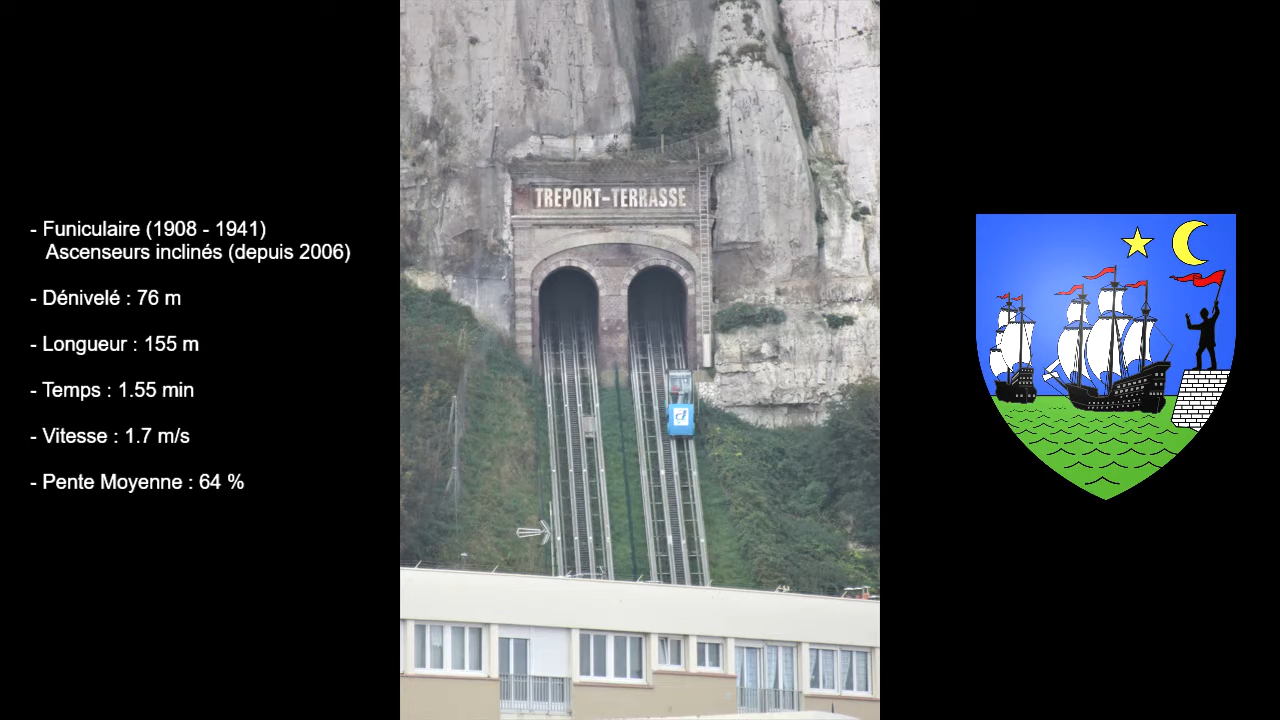 - Funiculaire (1908 - 1941)
Ascenseurs inclinés (depuis 2006)
- Dénivelé : 76 m
- Longueur : 155 m
- Temps : 1.55 min
- Vitesse : 1.7 m/s
- Pente Moyenne : 64 %
TREPORT-TERRASSE